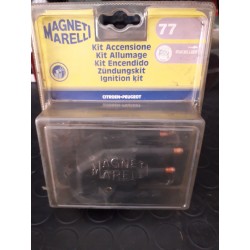 MAGNETI
MARELLI
77
Kit Accensione
Kit Allumage
Kit Encendido
Zündungskit
Ignition kit
CITROEN-PEUGEOT
MAGNETI
MARELLI